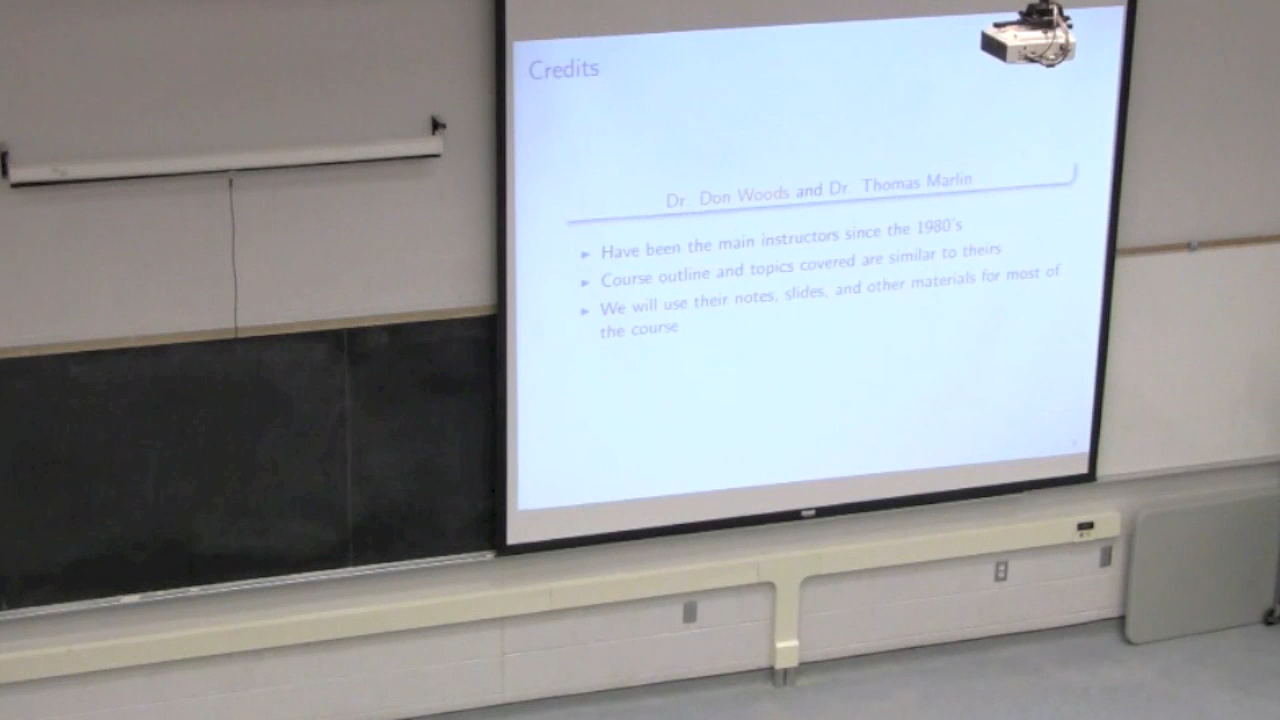 Credits
Dr. Don Woods and Dr. Thomas Marlin
► Have been the main instructors since the 1980's
► Course outline and topics covered are similar to theirs
► We will use their notes, slides, and other materials for most of
the course